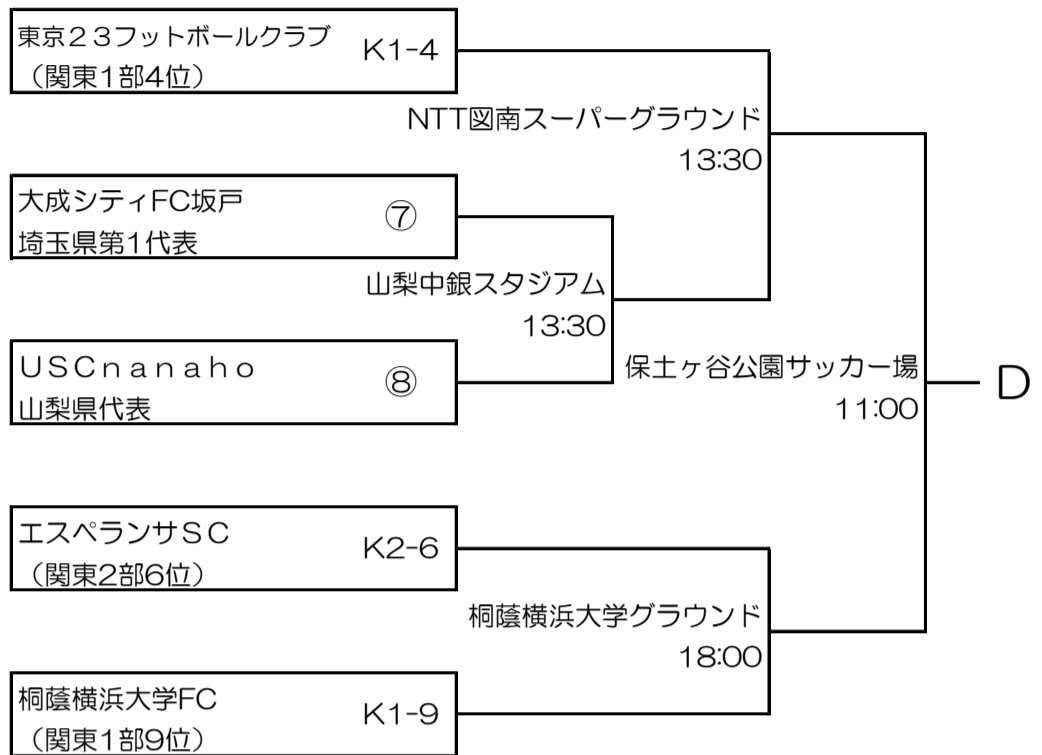 東京２３フットボールクラブ
（関東1部4位）
K1-4
NTT図南スーパーグラウンド
13:30
大成シティFC坂戸
埼玉県第1代表
⑦
山梨中銀スタジアム
13:30
ＵＳＣｎａｎａｈｏ
山梨県代表
⑧
保土ヶ谷公園サッカー場
11:00
D
エスペランサＳＣ
（関東2部6位）
K2-6
桐蔭横浜大学グラウンド
18:00
桐蔭横浜大学FC
（関東1部9位）
K1-9